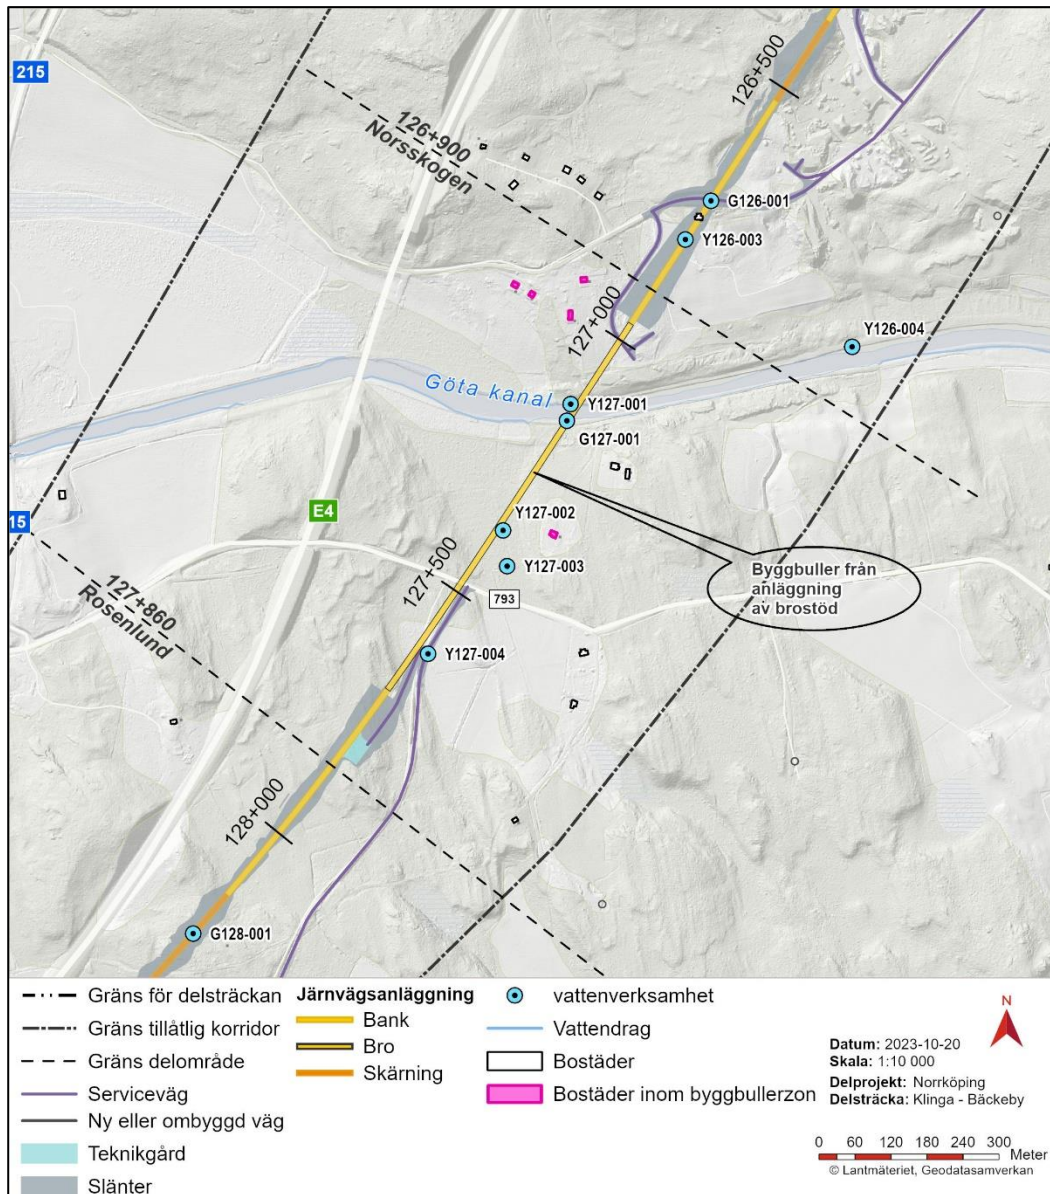 215
126+500
126+900
Norsskogen
G126-001
Y126-003
127+000
Y126-004
Göta kanal
Y127-001
G127-001
15
E4
Y127-002
Y127-003
127+500
793
Byggbuller från
anläggning
av brostöd
127+860
Rosenlund
Y127-004
128+000
G128-001
Gräns för delsträckan
Gräns tillåtlig korridor
Gräns delområde
Serviceväg
Ny eller ombyggd väg
Teknikgård
Slänter
Järnvägsanläggning
Bank
Bro
Skärning
vattenverksamhet
Vattendrag
Bostäder
Bostäder inom byggbullerzon
N
Datum: 2023-10-20
Skala: 1:10 000
Delprojekt: Norrköping
Delsträcka: Klinga - Bäckeby
0 60 120 180 240 300 Meter
© Lantmäteriet, Geodatasamverkan